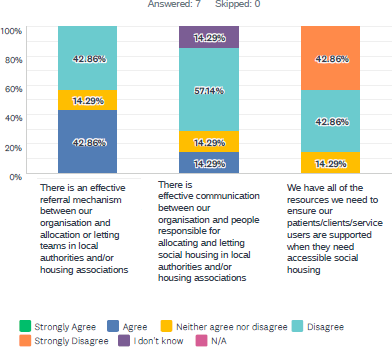 Answered: 7 Skipped: 0
100%
80%
60%
40%
20%
0%
42.86%
14.29%
42.86%
14.29%
57.14%
14.29%
14.29%
42.86%
42.86%
14.29%
There is an effective
referral mechanism
between our
organisation and
allocation or letting
teams in local
authorities and/or
housing associations
There is
effective communication
between our
organisation and people
responsible for
allocating and letting
social housing in local
authorities and/or
housing associations
We have all of the
resources we need to
ensure our
patients/clients/service
users are supported
when they need
accessible social
housing
Strongly Agree Agree Neither agree nor disagree Disagree
Strongly Disagree I don't know N/A